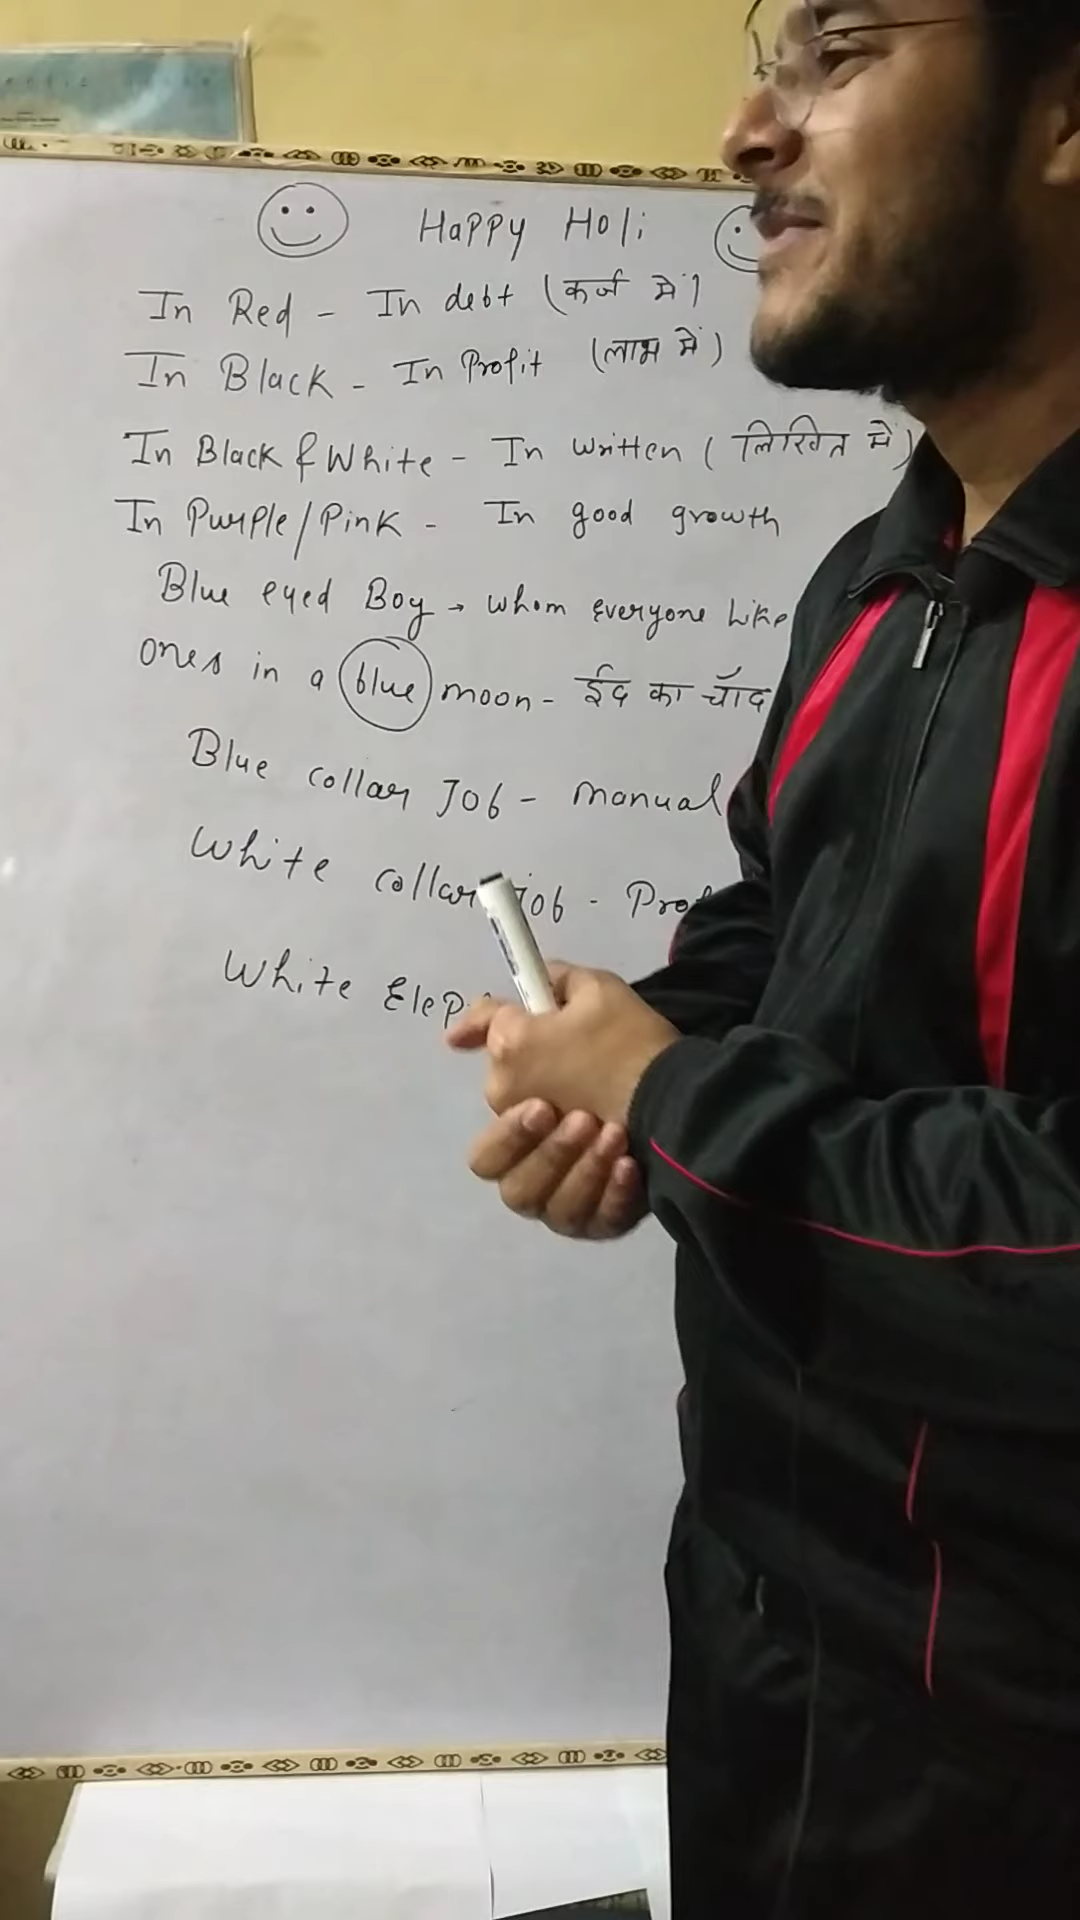 Happy Holi
In Red - In debt (कर्ज में)
In Black - In Profit (लाभ में)
In Black & White - In written (लिखित में)
In Purple/Pink - In good growth
Blue eyed Boy → whom everyone Like
ones in a blue moon - ईद का चाँद
Blue collar Job - manual
White collar job -
White